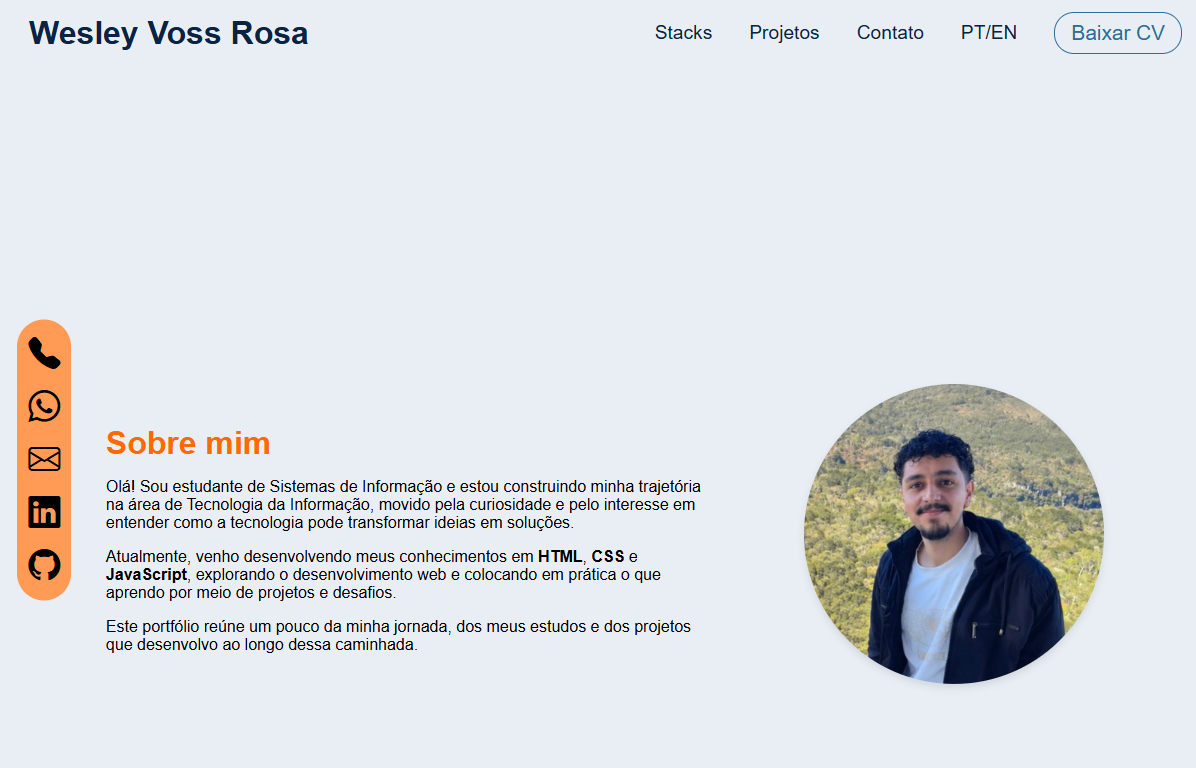 Wesley Voss Rosa
Stacks
Projetos
Contato
PT/EN
Baixar CV
Sobre mim
Olá! Sou estudante de Sistemas de Informação e estou construindo minha trajetória
na área de Tecnologia da Informação, movido pela curiosidade e pelo interesse em
entender como a tecnologia pode transformar ideias em soluções.
Atualmente, venho desenvolvendo meus conhecimentos em HTML, CSS e
JavaScript, explorando o desenvolvimento web e colocando em prática o que
aprendo por meio de projetos e desafios.
Este portfólio reúne um pouco da minha jornada, dos meus estudos e dos projetos
que desenvolvo ao longo dessa caminhada.
in